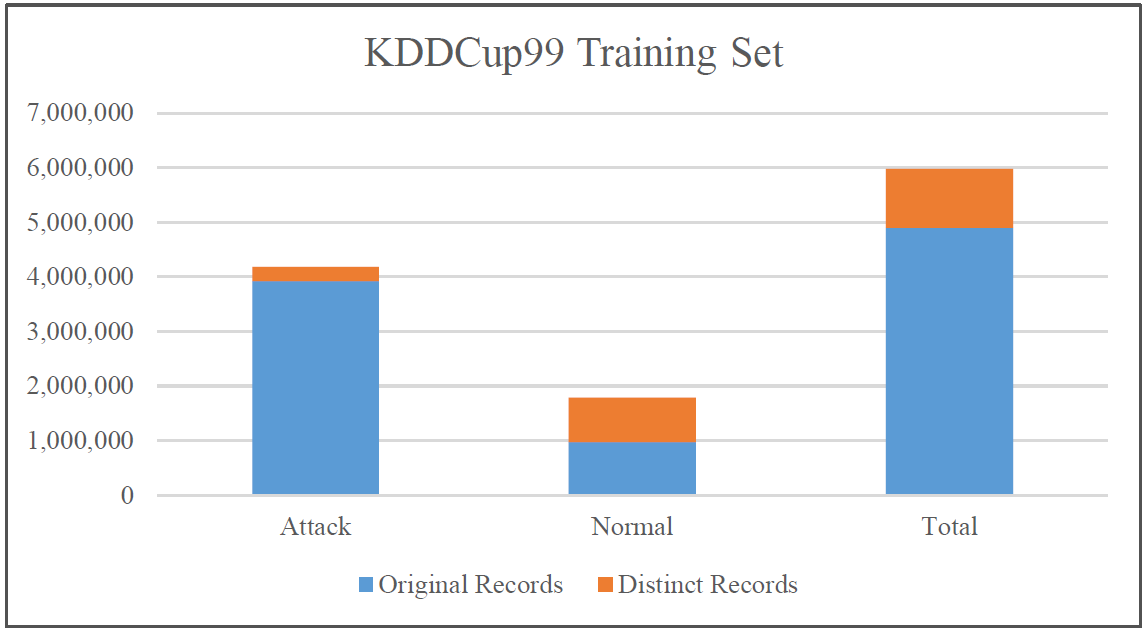 KDDCup99 Training Set
7,000,000
6,000,000
5,000,000
4,000,000
3,000,000
2,000,000
1,000,000
0
Attack Normal Total
Original Records Distinct Records